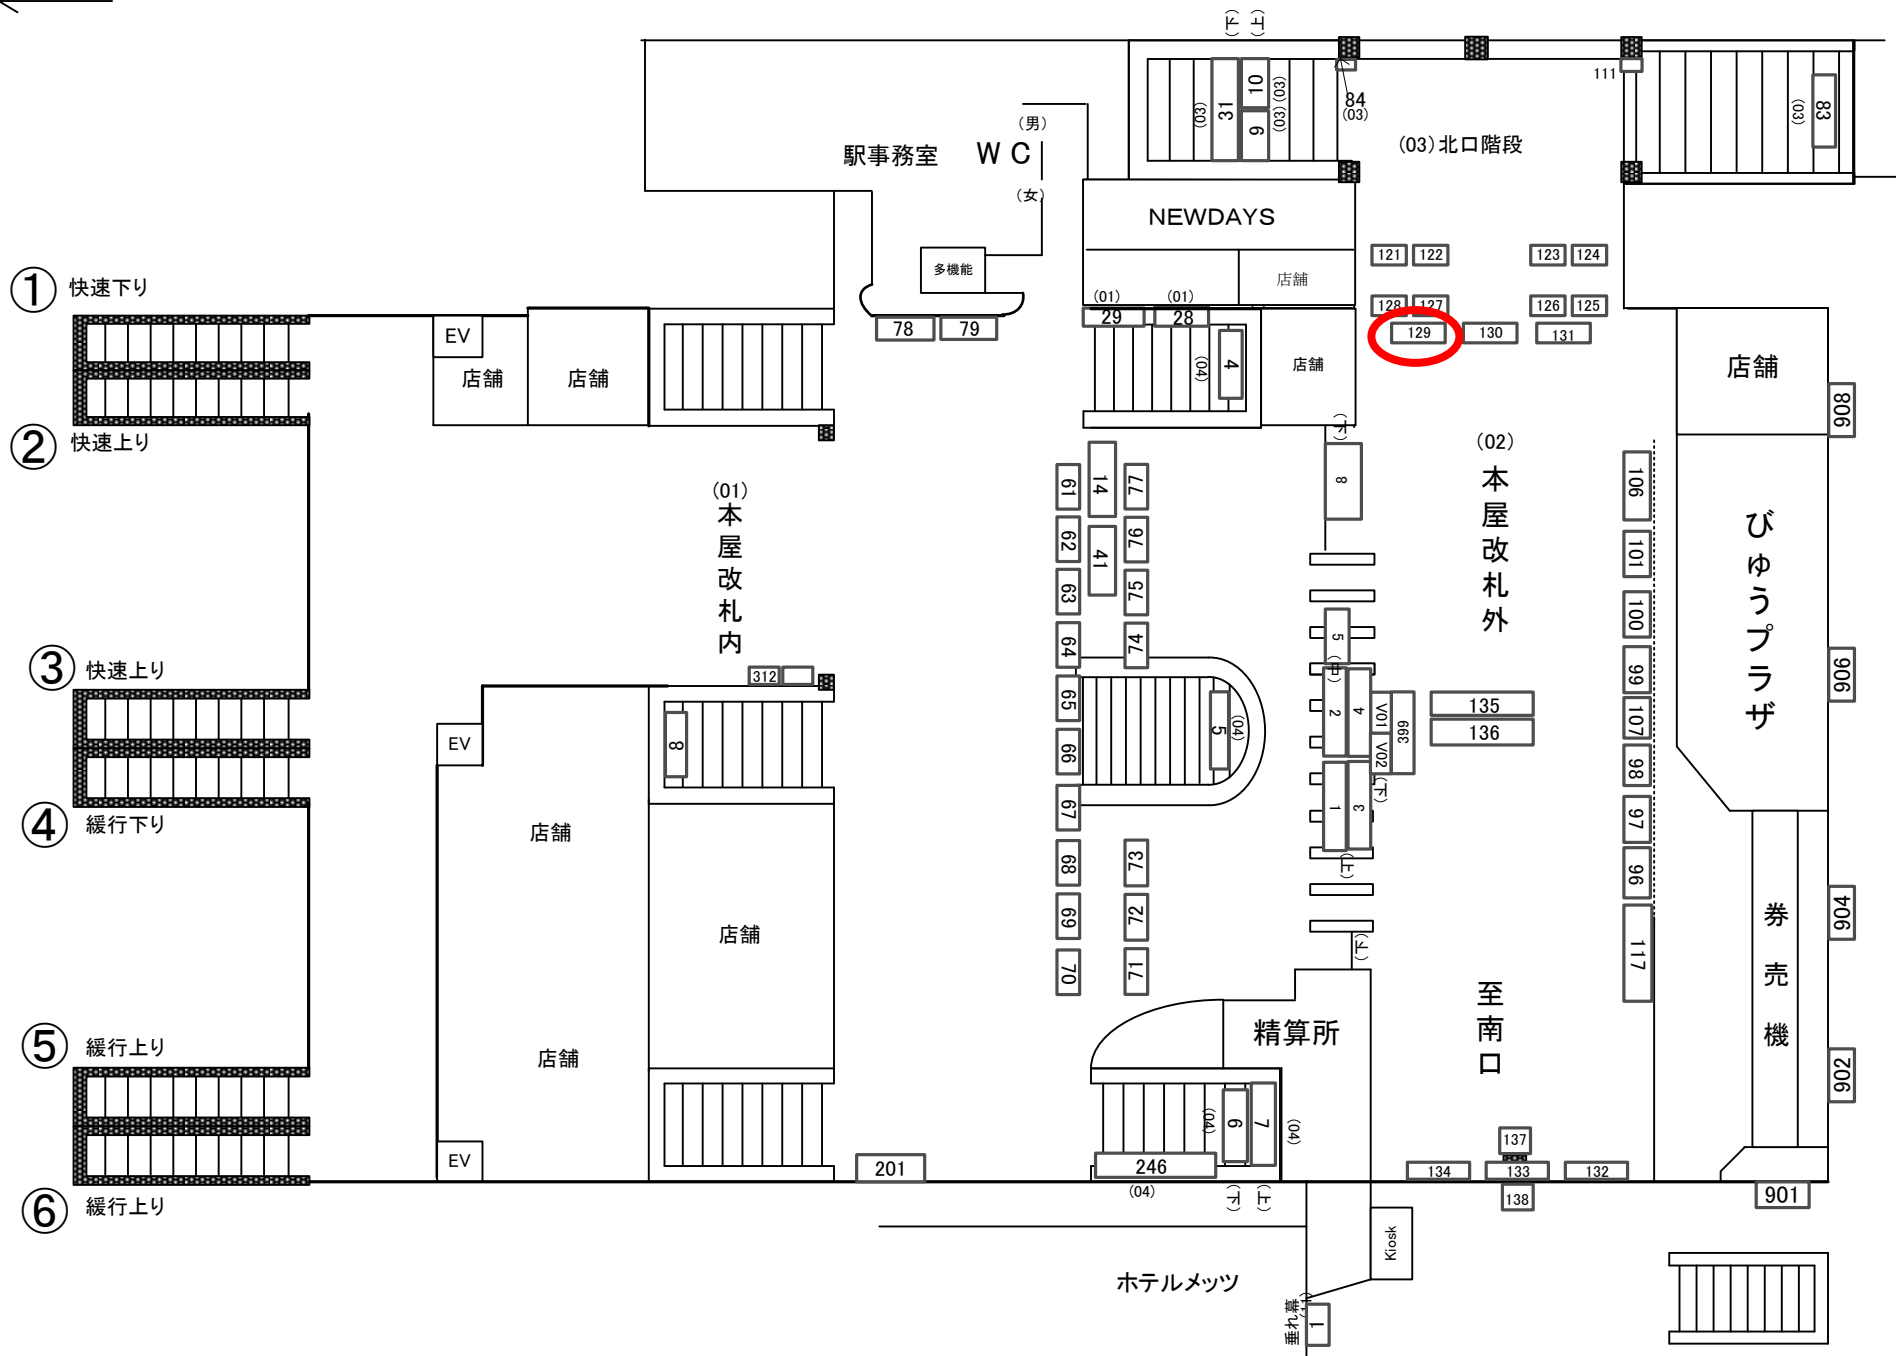 (下) (上)
10
9
31
(03)
(03)(03)
84
(03)
111
83
(03)
(03)北口階段
駅事務室
WC
(男)
(女)
多機能
NEWDAYS
店舗
121
122
123
124
128
127
126
125
129
130
131
① 快速下り
EV
店舗
店舗
78
79
(01)
29
(01)
28
4
(04)
店舗
店舗
908
② 快速上り
(01)
本屋改札内
61
62
63
64
65
66
67
68
69
70
14
41
77
76
75
74
73
72
71
(下)
8
(02)
本屋改札外
106
101
100
99
107
98
97
96
117
びゅうプラザ
906
③ 快速上り
312
8
EV
5
(04)
5
(中)
2
4
1
3
V01
V02
399
(下)
(上)
(下)
135
136
④ 緩行下り
店舗
店舗
店舗
券売機
904
902
⑤ 緩行上り
精算所
至南口
EV
201
246
(04)
6
(04)
7
(04)
(下) (上)
137
134
133
132
138
901
⑥ 緩行上り
Kiosk
ホテルメッツ
垂れ幕
1